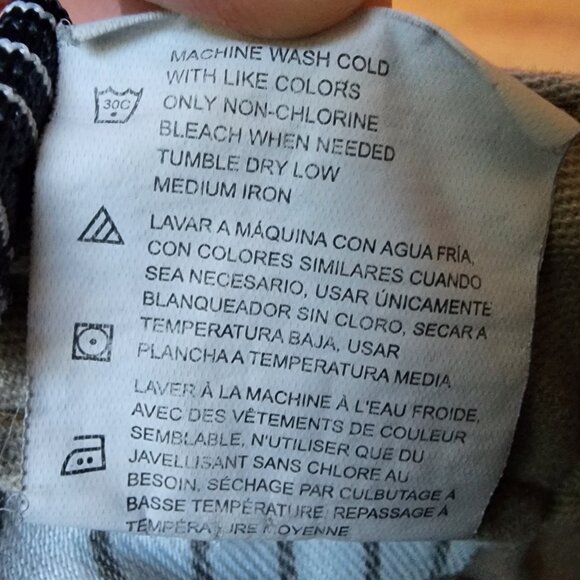 MACHINE WASH COLD
WITH LIKE COLORS
30C
ONLY NON-CHLORINE
BLEACH WHEN NEEDED
TUMBLE DRY LOW
MEDIUM IRON
LAVAR A MÁQUINA CON AGUA FRÍA,
CON COLORES SIMILARES CUANDO
SEA NECESARIO, USAR ÚNICAMENTE
BLANQUEADOR SIN CLORO, SECAR A
TEMPERATURA BAJA, USAR
PLANCHA A TEMPERATURA MEDIA
LAVER À LA MACHINE À L'EAU FROIDE,
AVEC DES VÊTEMENTS DE COULEUR
SEMBLABLE, N'UTILISER QUE DU
JAVELLISANT SANS CHLORE AU
BESOIN, SÉCHAGE PAR CULBUTAGE À
BASSE TEMPÉRATURE, REPASSAGE À
TEMPÉRATURE MOYENNE